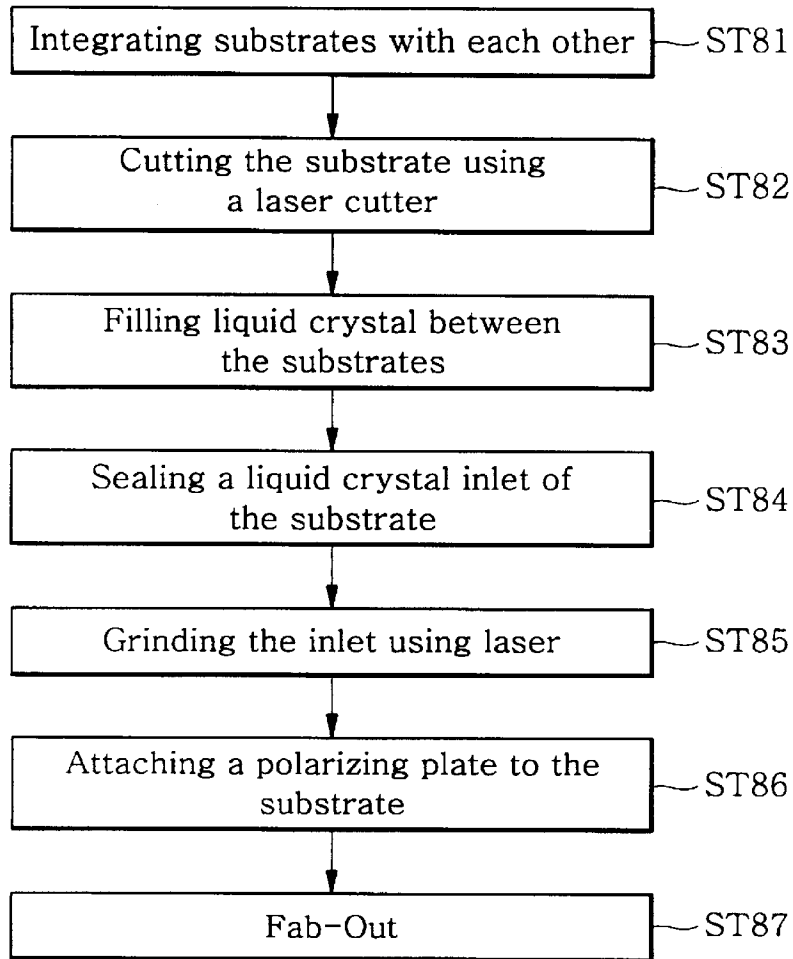 Integrating substrates with each other
ST81
Cutting the substrate using
a laser cutter
ST82
Filling liquid crystal between
the substrates
ST83
Sealing a liquid crystal inlet of
the substrate
ST84
Grinding the inlet using laser
ST85
Attaching a polarizing plate to the
substrate
ST86
Fab-Out
ST87